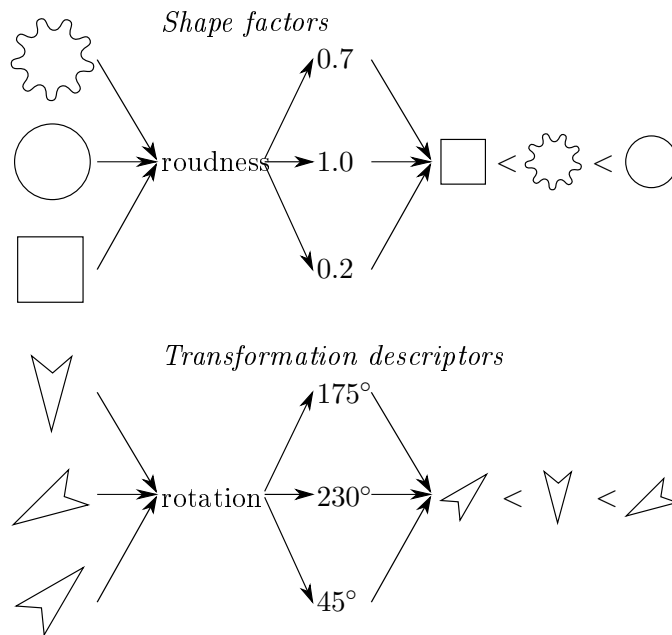 Shape factors
0.7
roudness 1.0 < <
0.2
Transformation descriptors
175°
rotation 230° < <
45°